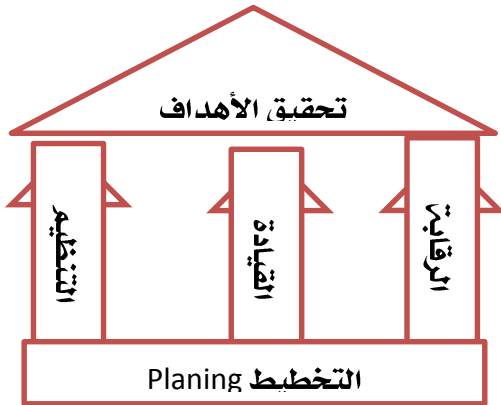 تحقيق الأهداف
الرقابة
القيادة
التنظيم
التخطيط Planing